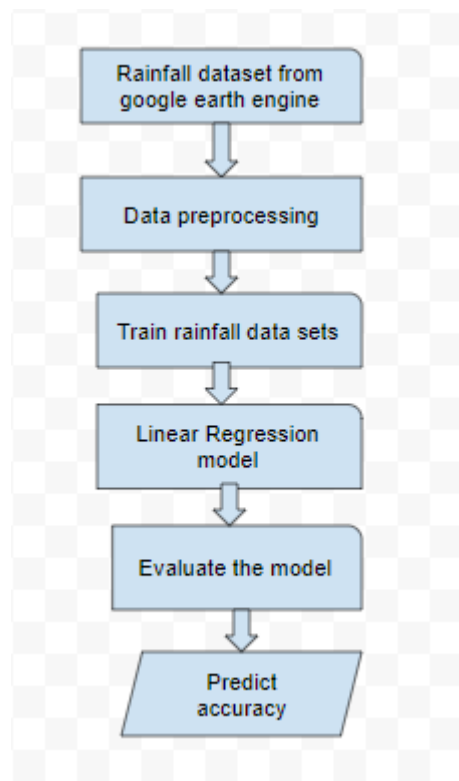 Rainfall dataset from
google earth engine
Data preprocessing
Train rainfall data sets
Linear Regression
model
Evaluate the model
Predict
accuracy